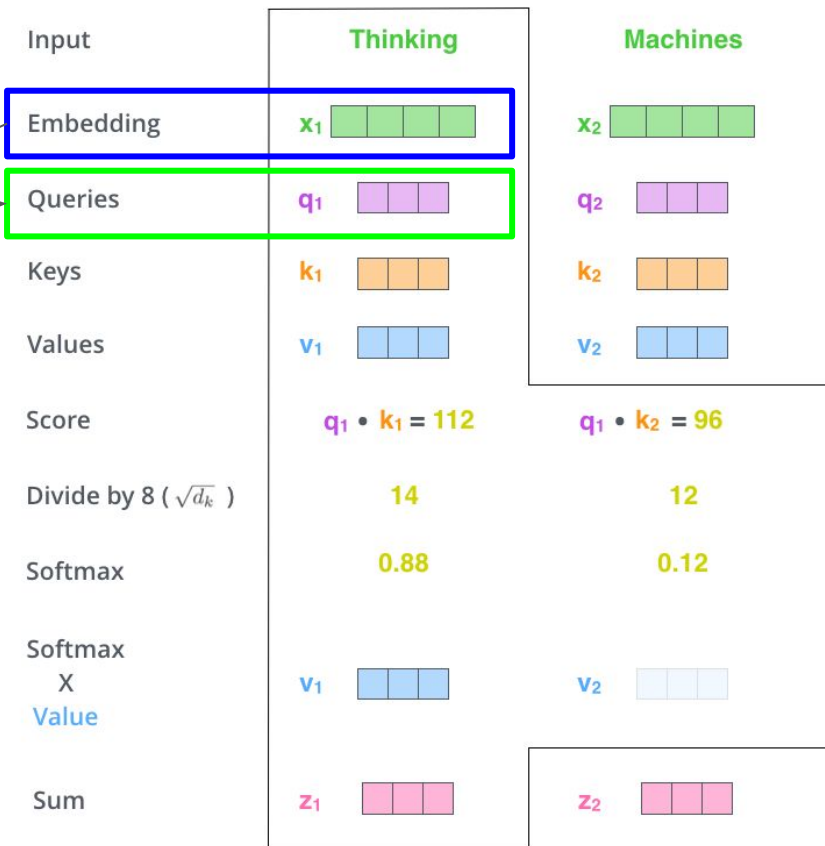 Input Thinking Machines
Embedding x₁ x₂
Queries q₁ q₂
Keys k₁ k₂
Values v₁ v₂
Score q₁ • k₁ = 112 q₁ • k₂ = 96
Divide by 8 ( √dₖ ) 14 12
Softmax 0.88 0.12
Softmax
X
Value v₁ v₂
Sum z₁ z₂